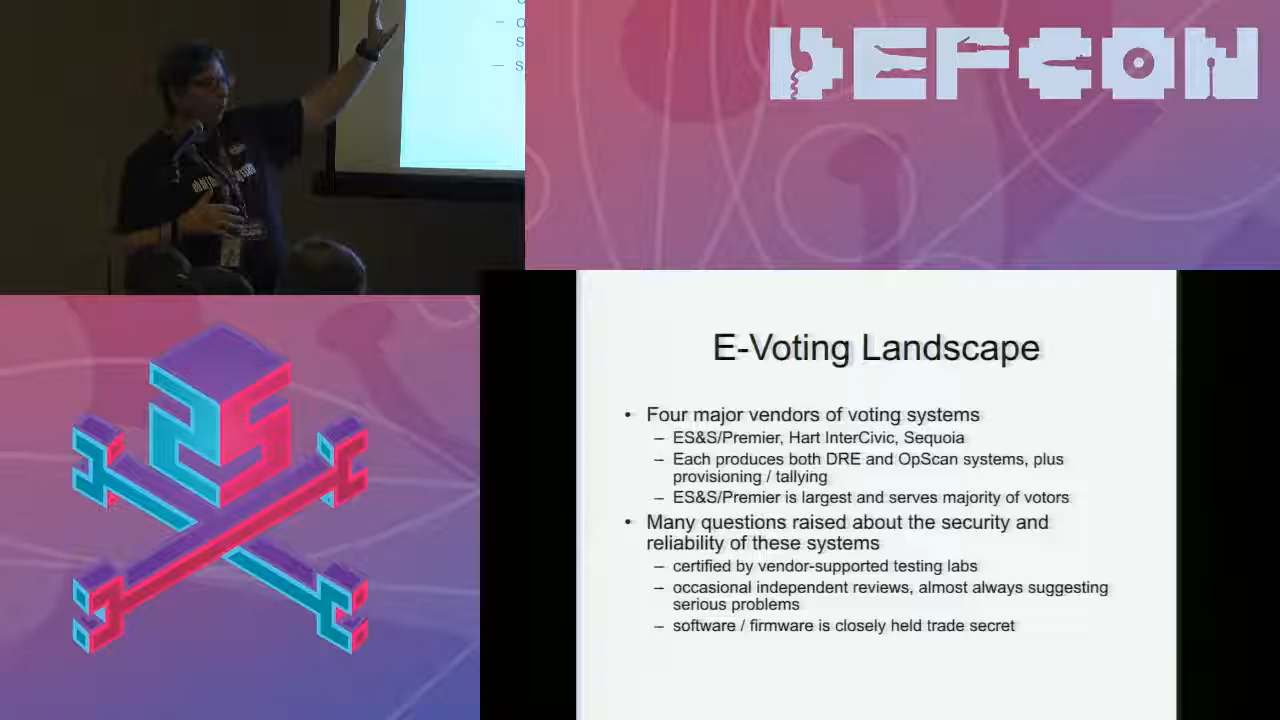 DEFCON
E-Voting Landscape
• Four major vendors of voting systems
– ES&S/Premier, Hart InterCivic, Sequoia
– Each produces both DRE and OpScan systems, plus
provisioning / tallying
– ES&S/Premier is largest and serves majority of votors
• Many questions raised about the security and
reliability of these systems
– certified by vendor-supported testing labs
– occasional independent reviews, almost always suggesting
serious problems
– software / firmware is closely held trade secret